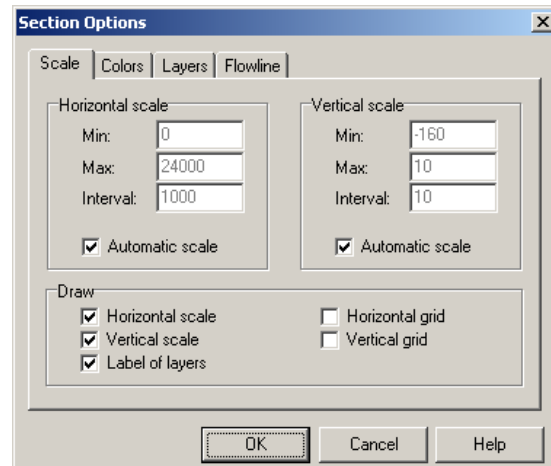 Section Options
Scale Colors Layers Flowline
Horizontal scale Vertical scale
Min: 0 Min: -160
Max: 24000 Max: 10
Interval: 1000 Interval: 10
Automatic scale Automatic scale
Draw
Horizontal scale Horizontal grid
Vertical scale Vertical grid
Label of layers
OK Cancel Help